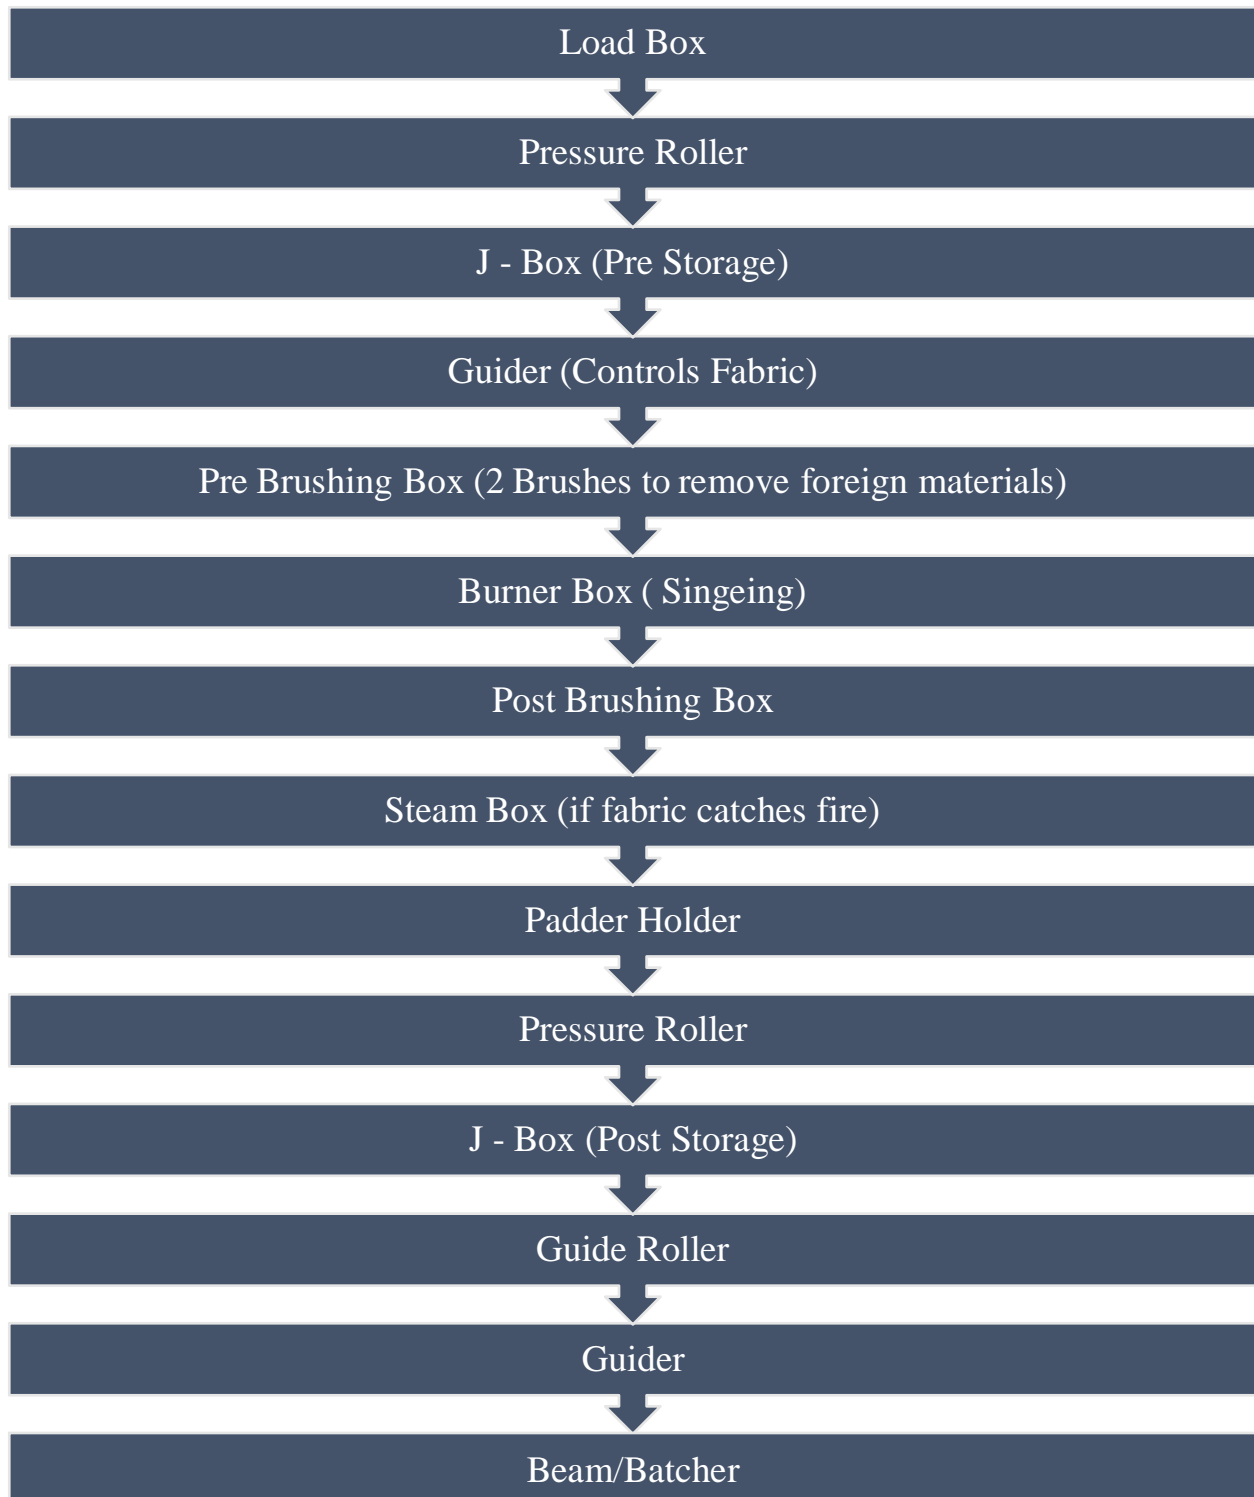 Load Box
Pressure Roller
J - Box (Pre Storage)
Guider (Controls Fabric)
Pre Brushing Box (2 Brushes to remove foreign materials)
Burner Box ( Singeing)
Post Brushing Box
Steam Box (if fabric catches fire)
Padder Holder
Pressure Roller
J - Box (Post Storage)
Guide Roller
Guider
Beam/Batcher